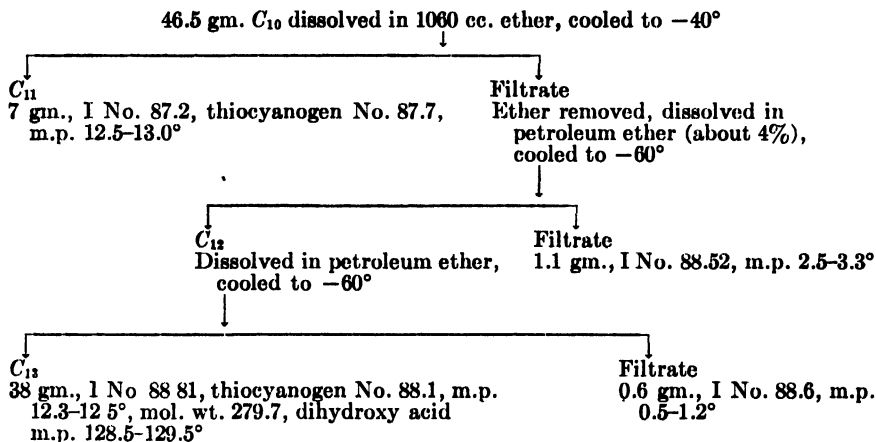 46.5 gm. C10 dissolved in 1060 cc. ether, cooled to −40°
C11
7 gm., I No. 87.2, thiocyanogen No. 87.7,
m.p. 12.5–13.0°
Filtrate
Ether removed, dissolved in
petroleum ether (about 4%),
cooled to −60°
C12
Dissolved in petroleum ether,
cooled to −60°
Filtrate
1.1 gm., I No. 88.52, m.p. 2.5–3.3°
C13
38 gm., I No 88 81, thiocyanogen No. 88.1, m.p.
12.3–12 5°, mol. wt. 279.7, dihydroxy acid
m.p. 128.5–129.5°
Filtrate
0.6 gm., I No. 88.6, m.p.
0.5–1.2°